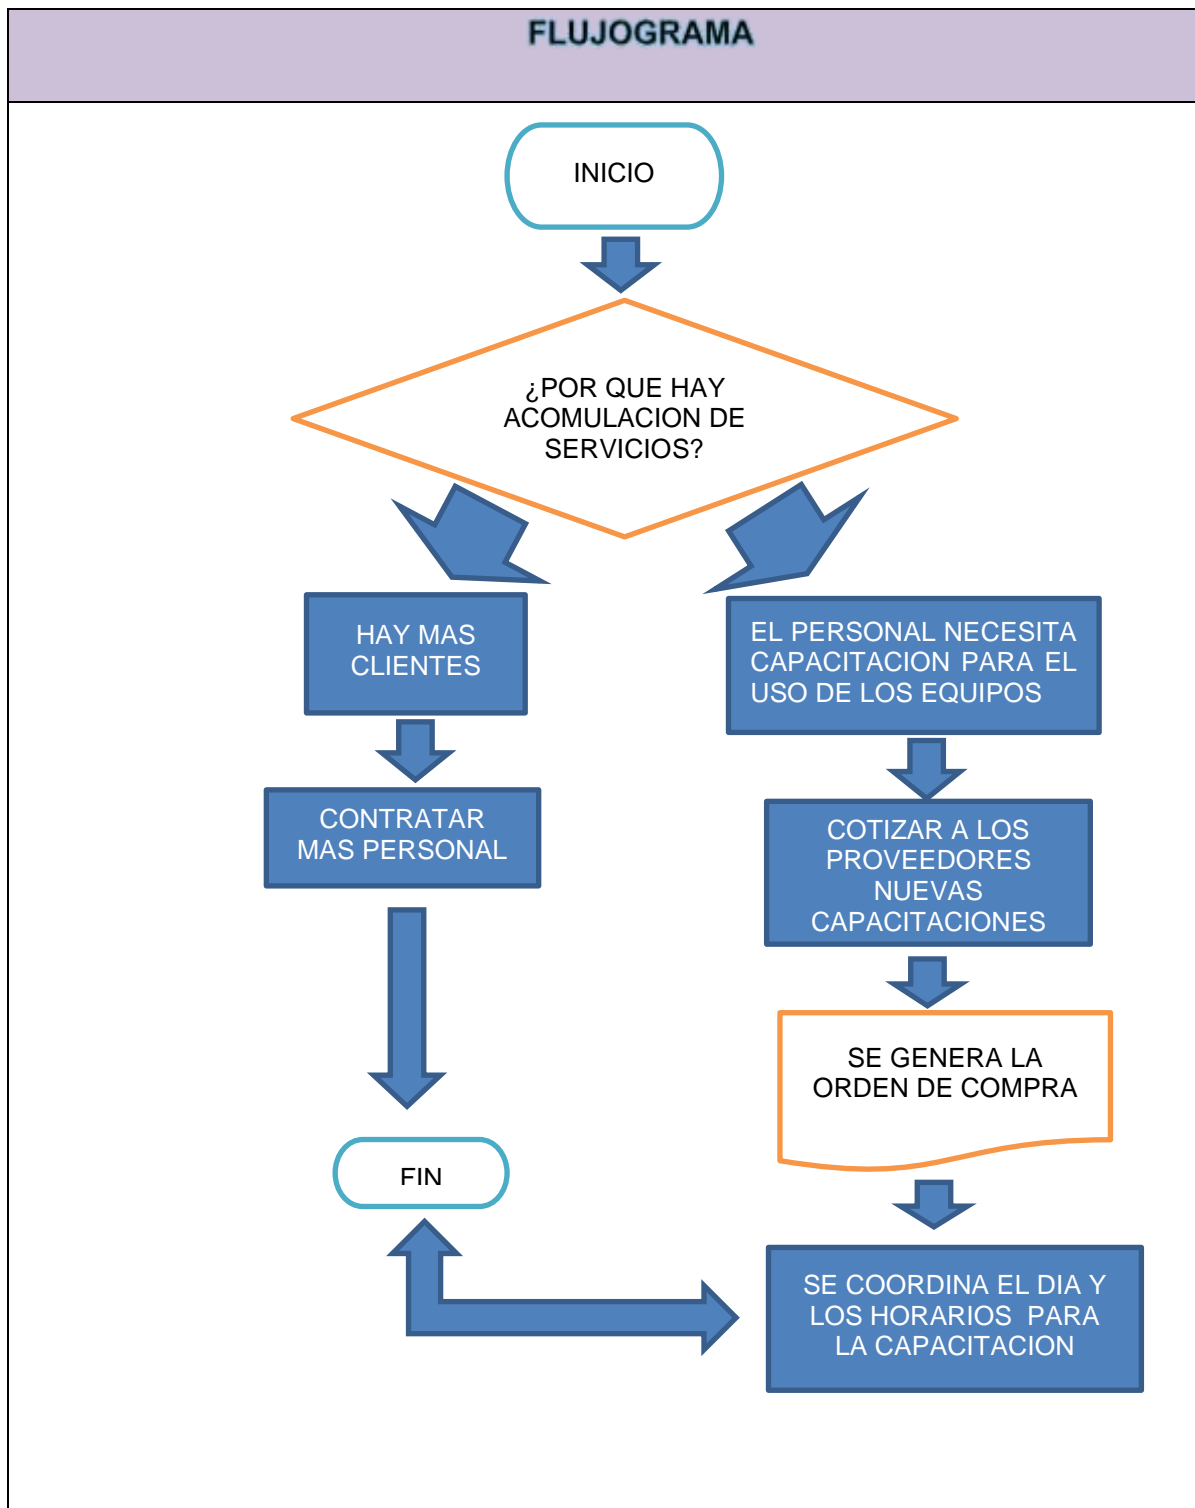 FLUJOGRAMA
INICIO
¿POR QUE HAY
ACOMULACION DE
SERVICIOS?
HAY MAS
CLIENTES
EL PERSONAL NECESITA
CAPACITACION PARA EL
USO DE LOS EQUIPOS
CONTRATAR
MAS PERSONAL
COTIZAR A LOS
PROVEEDORES
NUEVAS
CAPACITACIONES
SE GENERA LA
ORDEN DE COMPRA
FIN
SE COORDINA EL DIA Y
LOS HORARIOS PARA
LA CAPACITACION